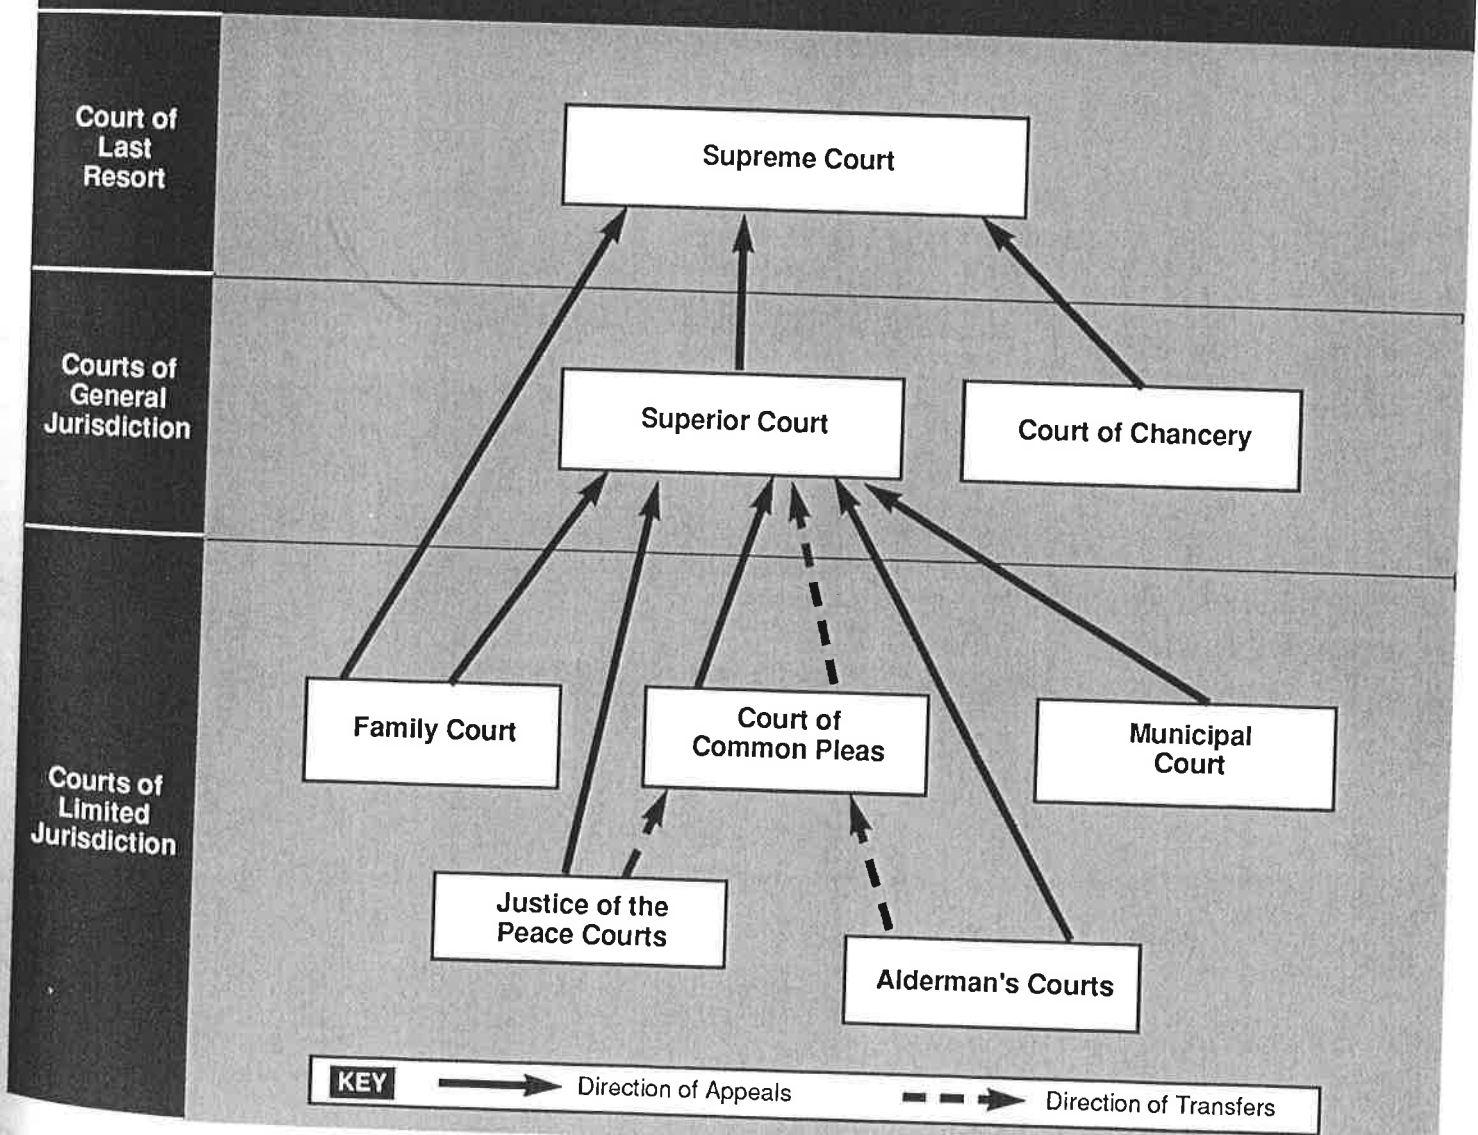 Court of
Last
Resort
Supreme Court
Courts of
General
Jurisdiction
Superior Court
Court of Chancery
Courts of
Limited
Jurisdiction
Family Court
Court of
Common Pleas
Municipal
Court
Justice of the
Peace Courts
Alderman's Courts
KEY
Direction of Appeals
Direction of Transfers